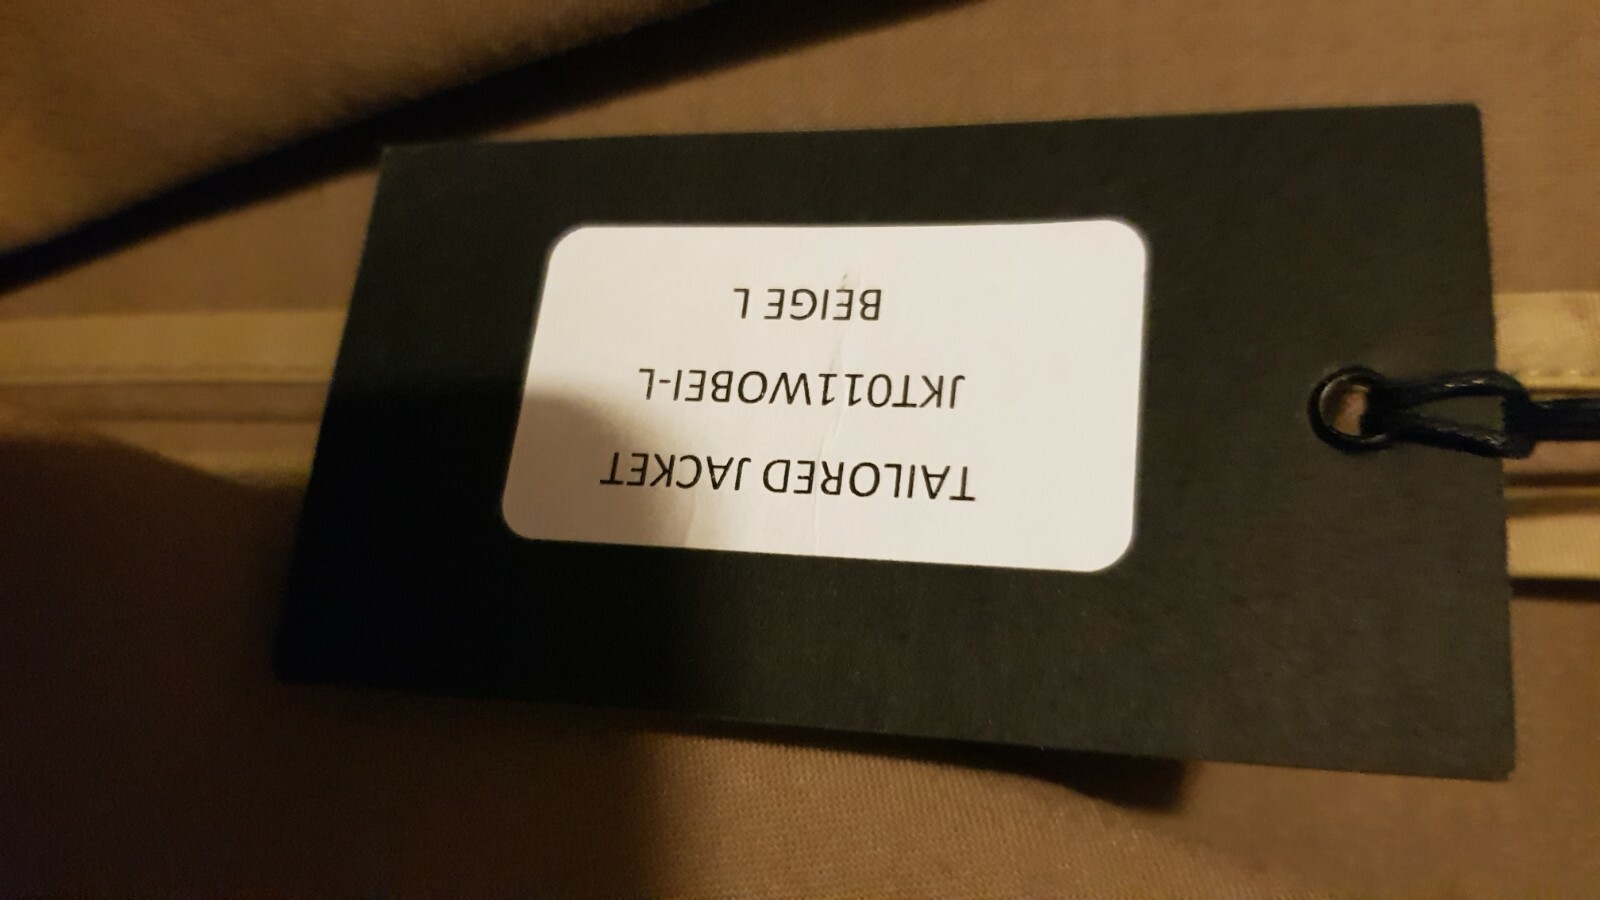 TAILORED JACKET
JKT011WOBEI-L
BEIGE L